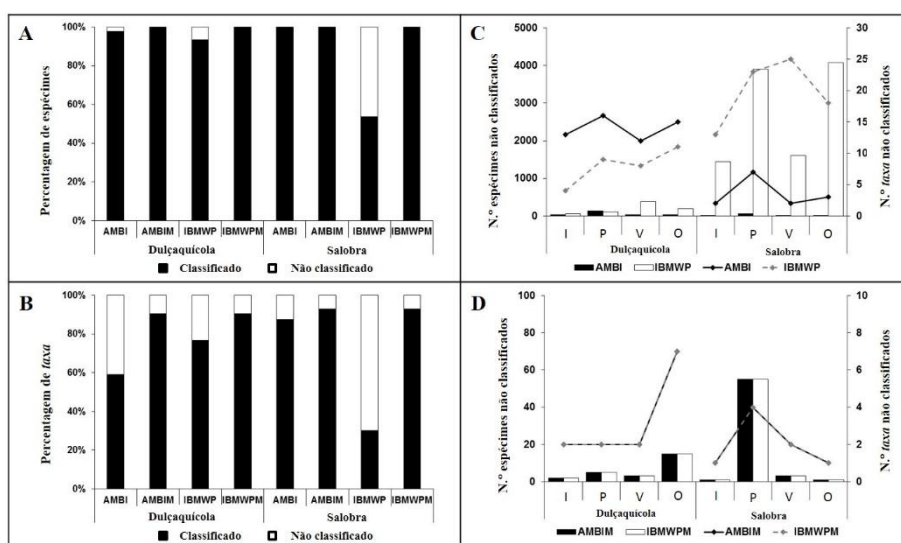 A
Percentagem de espécimes
100%
80%
60%
40%
20%
0%
AMBI AMBIM IBMWP IBMWPM AMBI AMBIM IBMWP IBMWPM
Dulçaquícola Salobra
Classificado Não classificado
C
N.º espécimes não classificados
5000
4000
3000
2000
1000
0
30
25
20
15
10
5
0
N.º taxa não classificados
I P V O I P V O
Dulçaquícola Salobra
AMBI IBMWP AMBI IBMWP
B
Percentagem de taxa
100%
80%
60%
40%
20%
0%
AMBI AMBIM IBMWP IBMWPM AMBI AMBIM IBMWP IBMWPM
Dulçaquícola Salobra
Classificado Não classificado
D
N.º espécimes não classificados
100
80
60
40
20
0
10
8
6
4
2
0
N.º taxa não classificados
I P V O I P V O
Dulçaquícola Salobra
AMBIM IBMWPM AMBIM IBMWPM